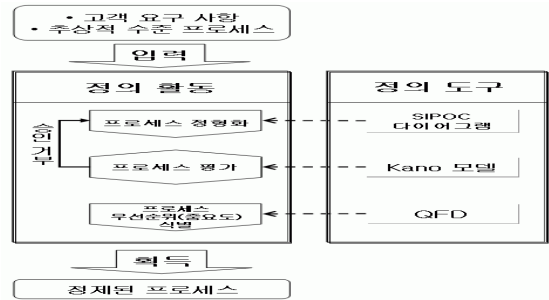 • 고객 요구 사항
• 추상적 수준 프로세스
입력
정의 활동
정의 도구
승인거부
프로세스 정형화
SIPOC
다이어그램
프로세스 평가
Kano 모델
프로세스
우선순위(중요도)
식별
QFD
획득
정제된 프로세스